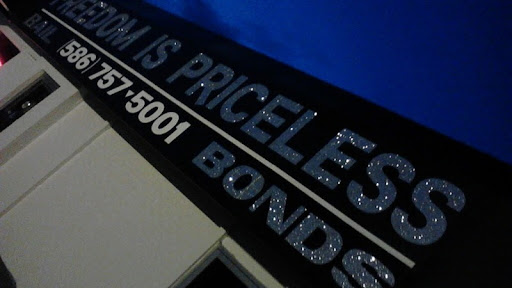 FREEDOM IS PRICELESS
BAIL (586) 757·5001 BONDS